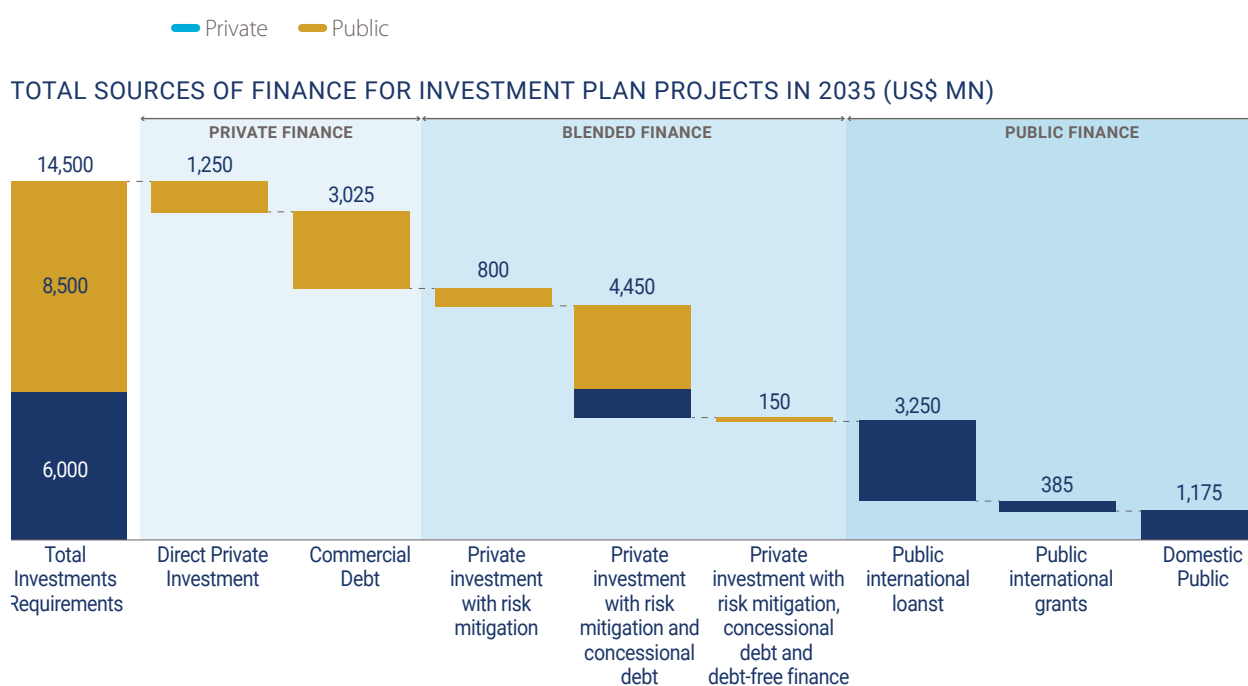 Private Public
TOTAL SOURCES OF FINANCE FOR INVESTMENT PLAN PROJECTS IN 2035 (US$ MN)
PRIVATE FINANCE BLENDED FINANCE PUBLIC FINANCE
14,500
8,500
6,000
1,250
3,025
800
4,450
150
3,250
385
1,175
Total
Investments
Requirements
Direct Private
Investment
Commercial
Debt
Private
investment
with risk
mitigation
Private
investment
with risk
mitigation and
concessional
debt
Private
investment with
risk mitigation,
concessional
debt and
debt-free finance
Public
international
loanst
Public
international
grants
Domestic
Public